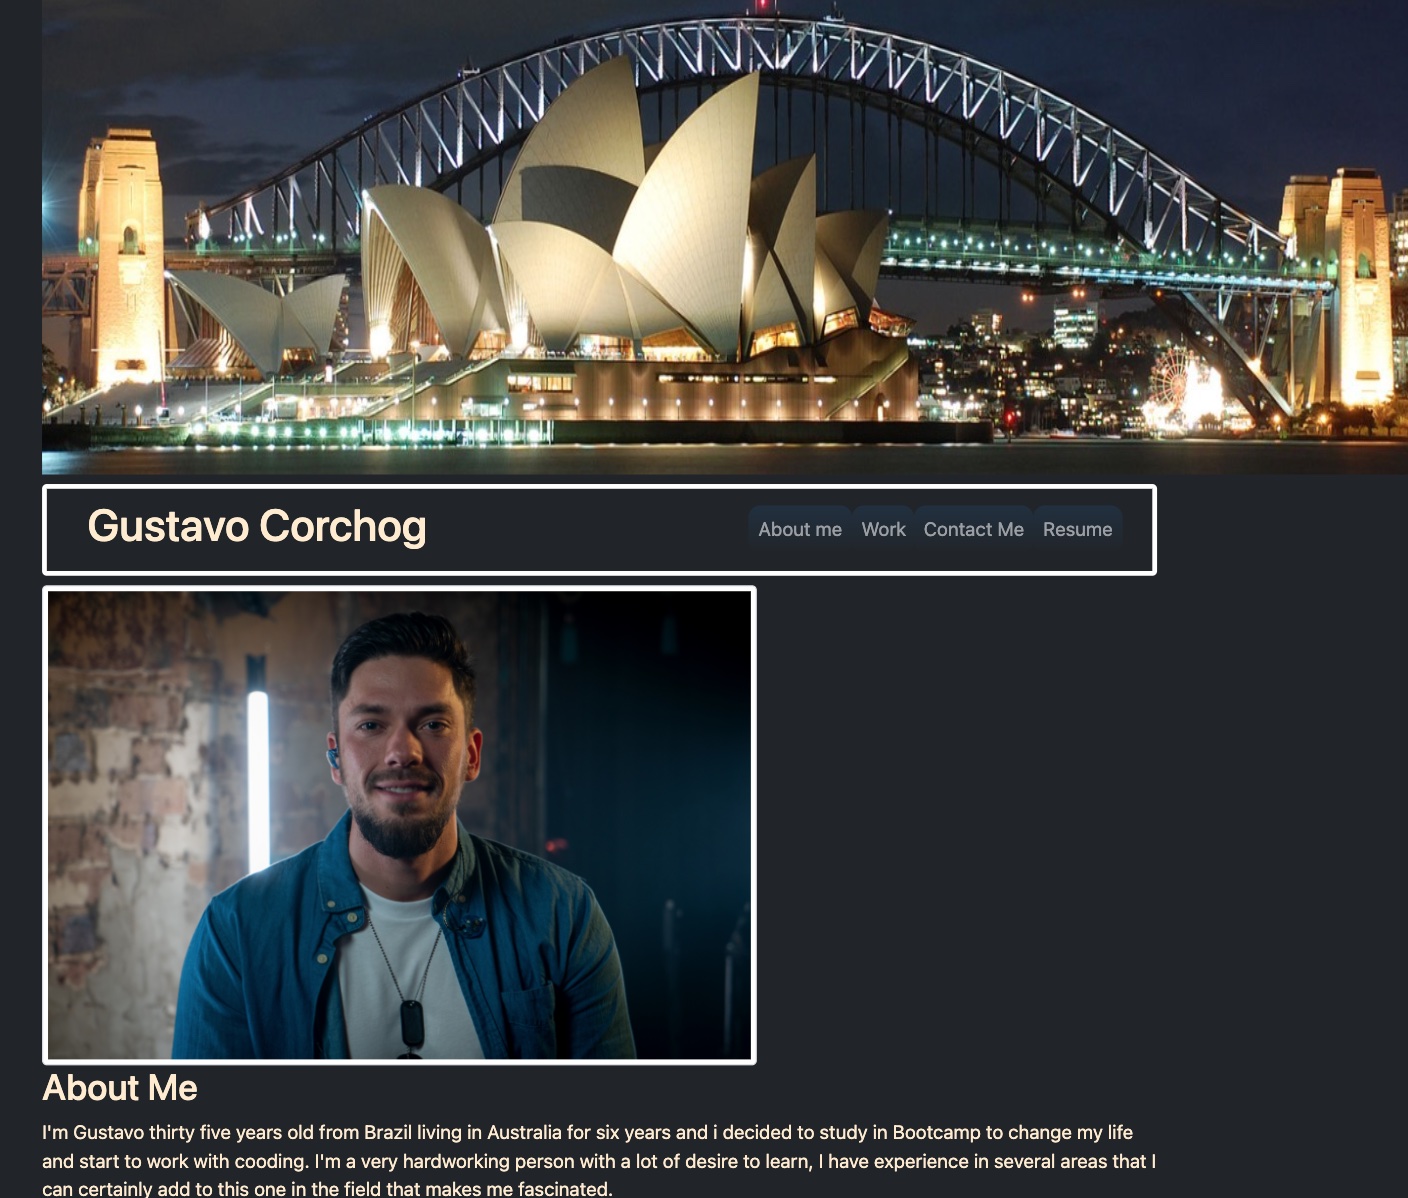 Gustavo Corchog
About me Work Contact Me Resume
About Me
I'm Gustavo thirty five years old from Brazil living in Australia for six years and i decided to study in Bootcamp to change my life
and start to work with cooding. I'm a very hardworking person with a lot of desire to learn, I have experience in several areas that I
can certainly add to this one in the field that makes me fascinated.